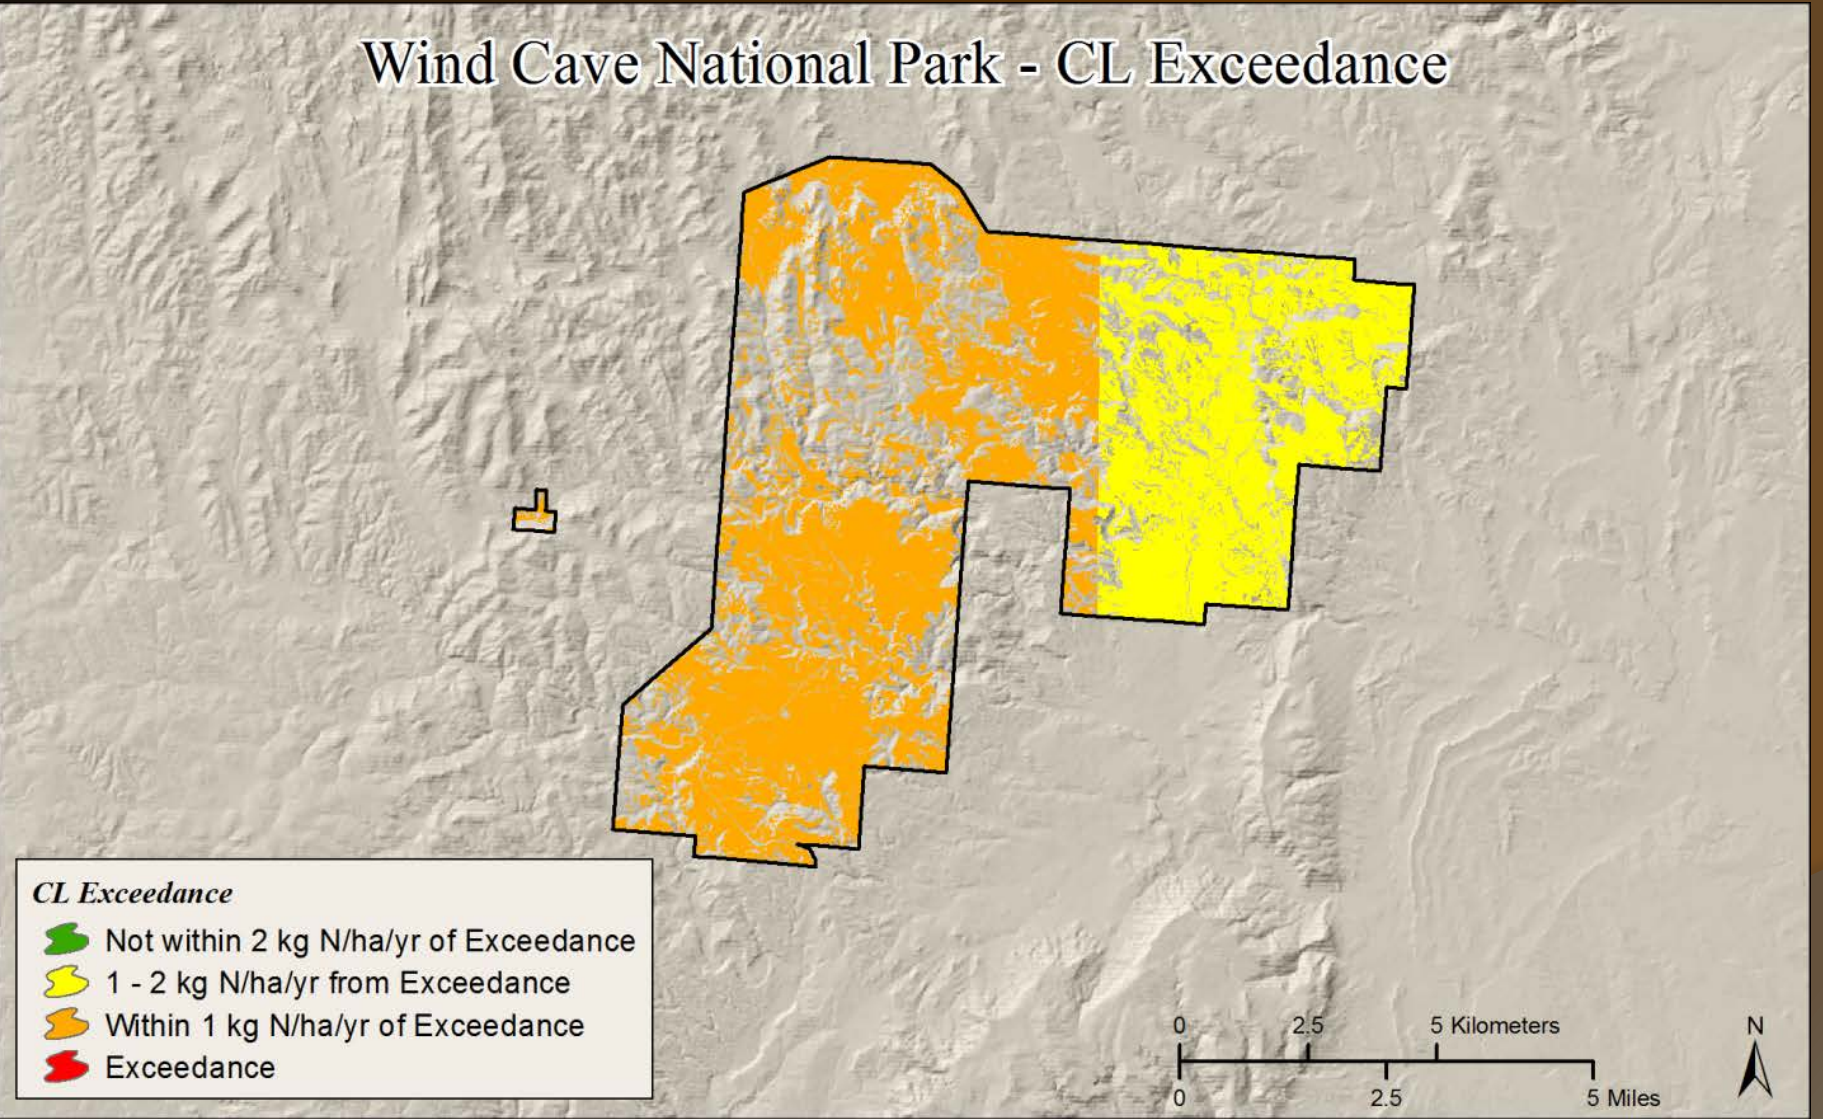 Wind Cave National Park - CL Exceedance
CL Exceedance
Not within 2 kg N/ha/yr of Exceedance
1 - 2 kg N/ha/yr from Exceedance
Within 1 kg N/ha/yr of Exceedance
Exceedance
0 2.5 5 Kilometers
0 2.5 5 Miles
N